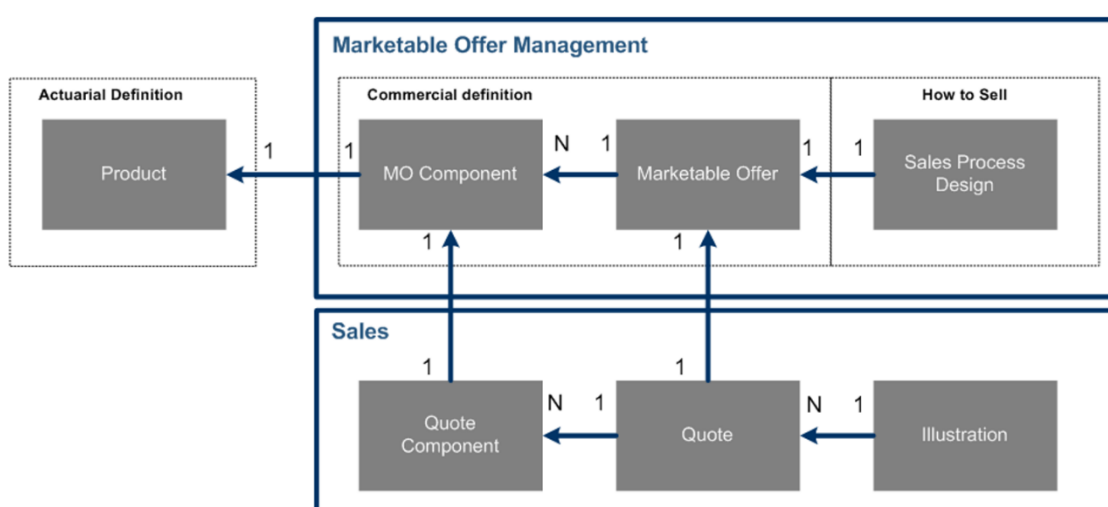 Marketable Offer Management
Actuarial Definition
Commercial definition
How to Sell
Product
1
1
MO Component
N
1
Marketable Offer
1
1
Sales Process
Design
1
1
Sales
1
1
Quote
Component
N
1
Quote
N
1
Illustration